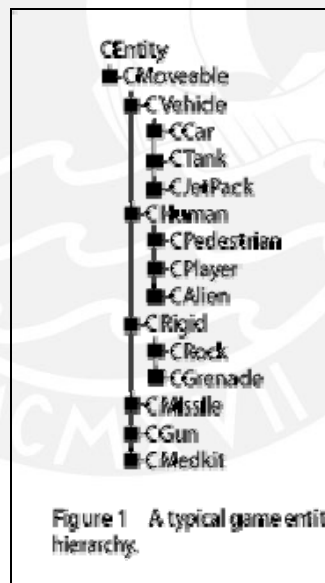 CEntity
CMoveable
CVehicle
CCar
CTank
CJetPack
CHuman
CPedestrian
CPlayer
CAlien
CRigid
CRock
CGrenade
CMissile
CGun
CMedkit
Figure 1 A typical game entit
hierarchy.